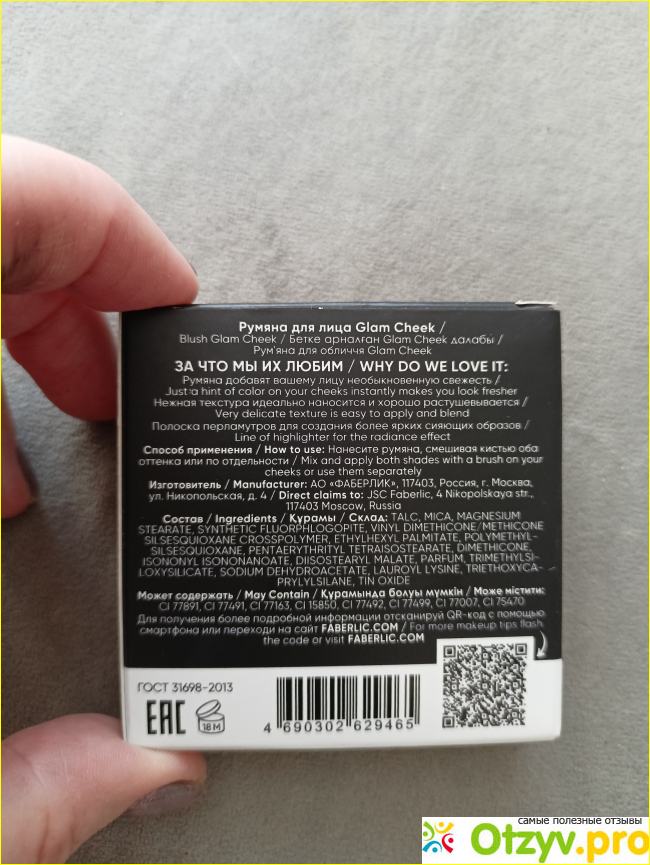 Румяна для лица Glam Cheek /
Blush Glam Cheek / Бетке арналған Glam Cheek далабы /
Рум'яна для обличчя Glam Cheek
ЗА ЧТО МЫ ИХ ЛЮБИМ / WHY DO WE LOVE IT:
Румяна добавят вашему лицу необыкновенную свежесть /
Just a hint of color on your cheeks instantly makes you look fresher
Нежная текстура идеально наносится и хорошо растушевывается /
Very delicate texture is easy to apply and blend
Полоска перламутров для создания более ярких сияющих образов /
Line of highlighter for the radiance effect
Способ применения / How to use: Нанесите румяна, смешивая кистью оба
оттенка или по отдельности / Mix and apply both shades with a brush on your
cheeks or use them separately
Изготовитель / Manufacturer: АО «ФАБЕРЛИК», 117403, Россия, г. Москва,
ул. Никопольская, д. 4 / Direct claims to: JSC Faberlic, 4 Nikopolskaya str.,
117403 Moscow, Russia
Состав / Ingredients / Құрамы / Склад: TALC, MICA, MAGNESIUM
STEARATE, SYNTHETIC FLUORPHLOGOPITE, VINYL DIMETHICONE/METHICONE
SILSESQUIOXANE CROSSPOLYMER, ETHYLHEXYL PALMITATE, POLYMETHYL-
SILSESQUIOXANE, PENTAERYTHRITYL TETRAISOSTEARATE, DIMETHICONE,
ISONONYL ISONONANOATE, DIISOSTEARYL MALATE, PARFUM, TRIMETHYLSI-
LOXYSILICATE, SODIUM DEHYDROACETATE, LAUROYL LYSINE, TRIETHOXYCA-
PRYLYLSILANE, TIN OXIDE
Может содержать / May Contain / Құрамында болуы мүмкін / Може містити:
CI 77891, CI 77491, CI 77163, CI 15850, CI 77492, CI 77499, CI 77007, CI 75470
Для получения более подробной информации отсканируй QR-код с помощью
смартфона или переходи на сайт FABERLIC.COM / For more makeup tips flash
the code or visit FABERLIC.COM
ГОСТ 31698-2013
EAC
18 M
4 690302 629465
самые полезные отзывы
Otzyv.pro